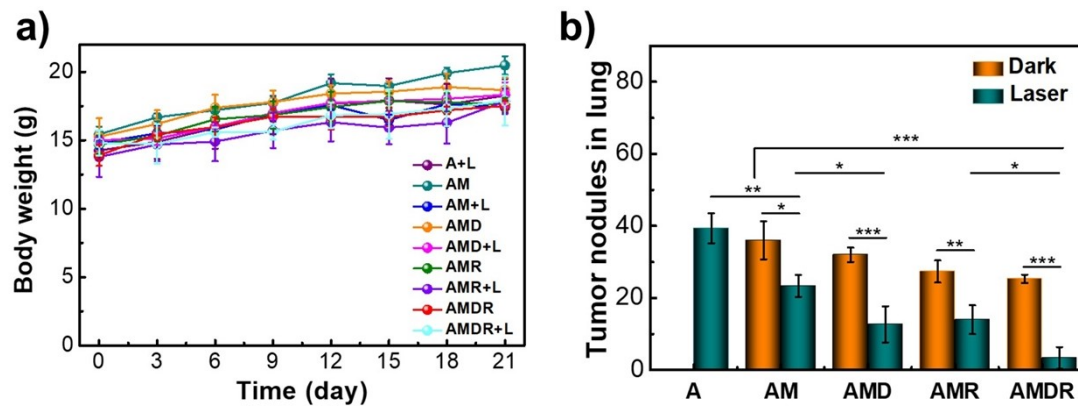 a)
Body weight (g)
20
15
10
5
0
A+L
AM
AM+L
AMD
AMD+L
AMR
AMR+L
AMDR
AMDR+L
0 3 6 9 12 15 18 21
Time (day)
b)
Tumor nodules in lung
80
60
40
20
0
Dark
Laser
***
** * *
* *** ** ***
A AM AMD AMR AMDR